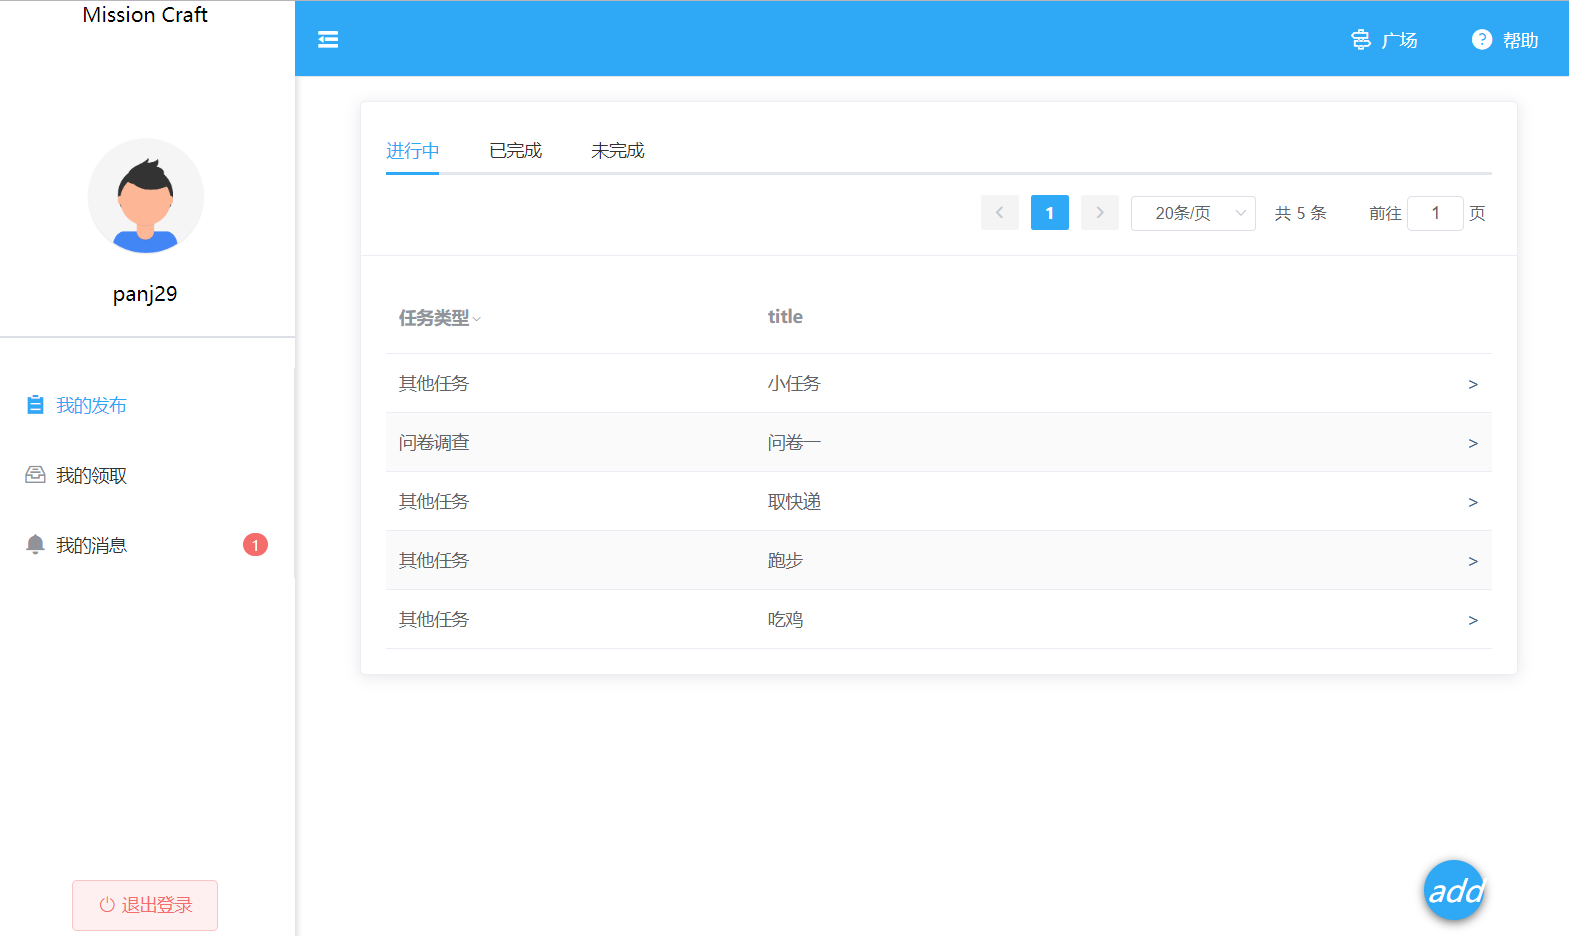 Mission Craft
广场
帮助
panj29
我的发布
我的领取
我的消息
1
退出登录
进行中
已完成
未完成
<
1
>
20条/页
共 5 条
前往 1 页
任务类型
title
其他任务
小任务
>
问卷调查
问卷一
>
其他任务
取快递
>
其他任务
跑步
>
其他任务
吃鸡
>
add